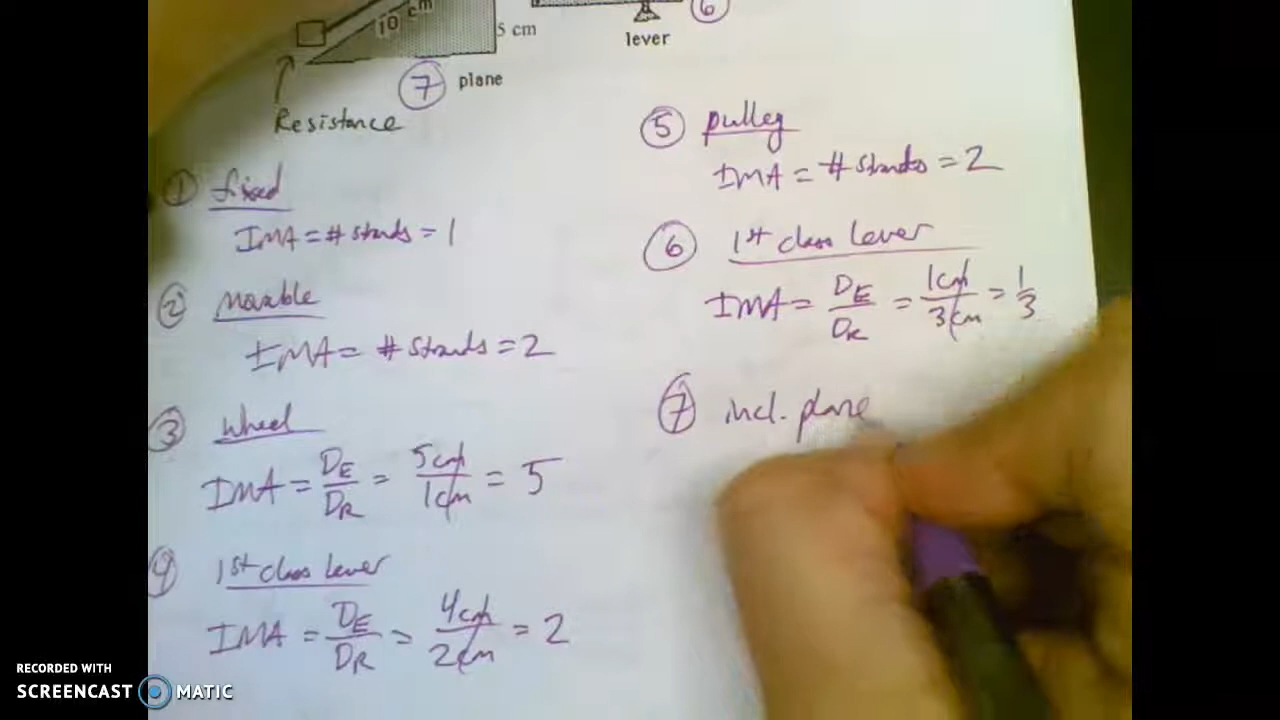 10 cm
5 cm
6
lever
7 plane
Resistance
1 fixed
IMA = # strands = 1
2 movable
IMA = # strands = 2
3 Wheel
IMA = DE/DR = 5cm/1cm = 5
4 1st class lever
IMA = DE/DR = 4cm/2cm = 2
5 pulley
IMA = # strands = 2
6 1st class lever
IMA = DE/DR = 1cm/3cm = 1/3
7 incl. plane
RECORDED WITH
SCREENCAST MATIC